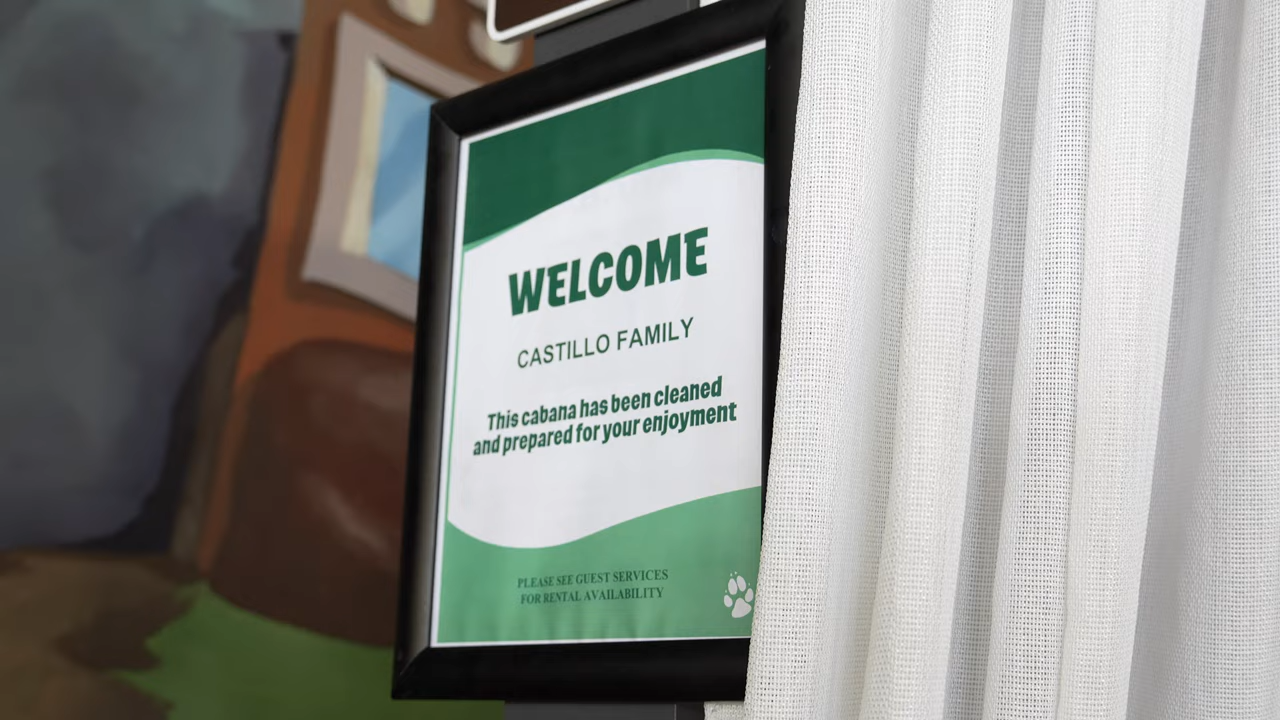 WELCOME
CASTILLO FAMILY
This cabana has been cleaned
and prepared for your enjoyment
PLEASE SEE GUEST SERVICES
FOR RENTAL AVAILABILITY